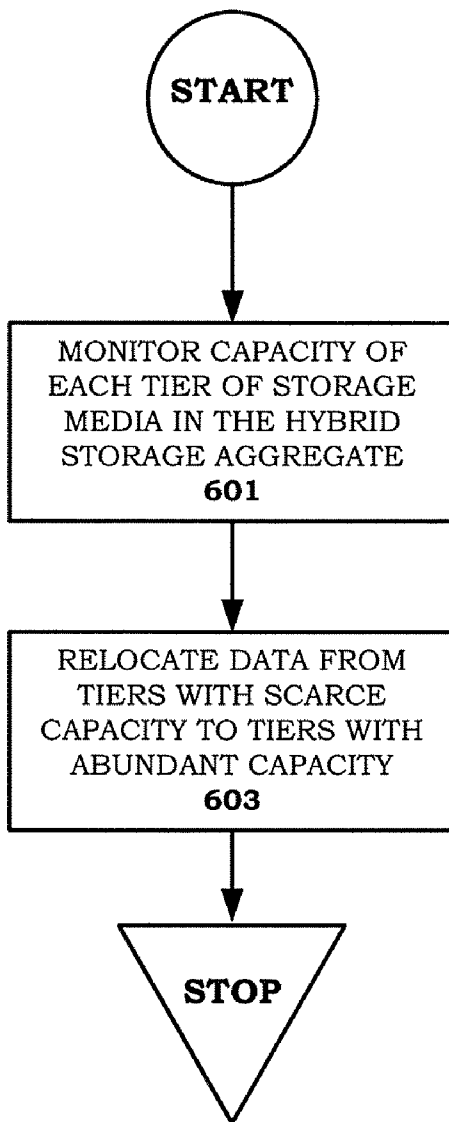 START
MONITOR CAPACITY OF
EACH TIER OF STORAGE
MEDIA IN THE HYBRID
STORAGE AGGREGATE
601
RELOCATE DATA FROM
TIERS WITH SCARCE
CAPACITY TO TIERS WITH
ABUNDANT CAPACITY
603
STOP